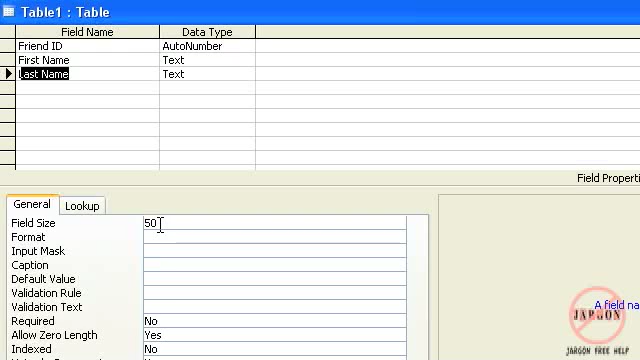 Table1 : Table
Field Name Data Type
Friend ID AutoNumber
First Name Text
Last Name Text
Field Properti
General Lookup
Field Size 50
Format
Input Mask
Caption
Default Value
Validation Rule
Validation Text
Required No
Allow Zero Length Yes
Indexed No
A field na
JARGON
JARGON FREE HELP